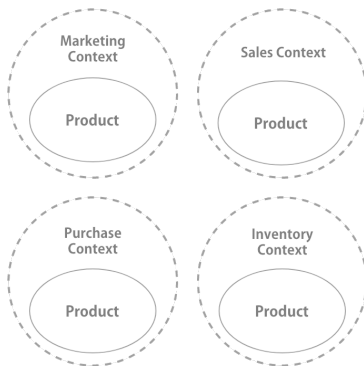 Marketing
Context
Product
Sales Context
Product
Purchase
Context
Product
Inventory
Context
Product